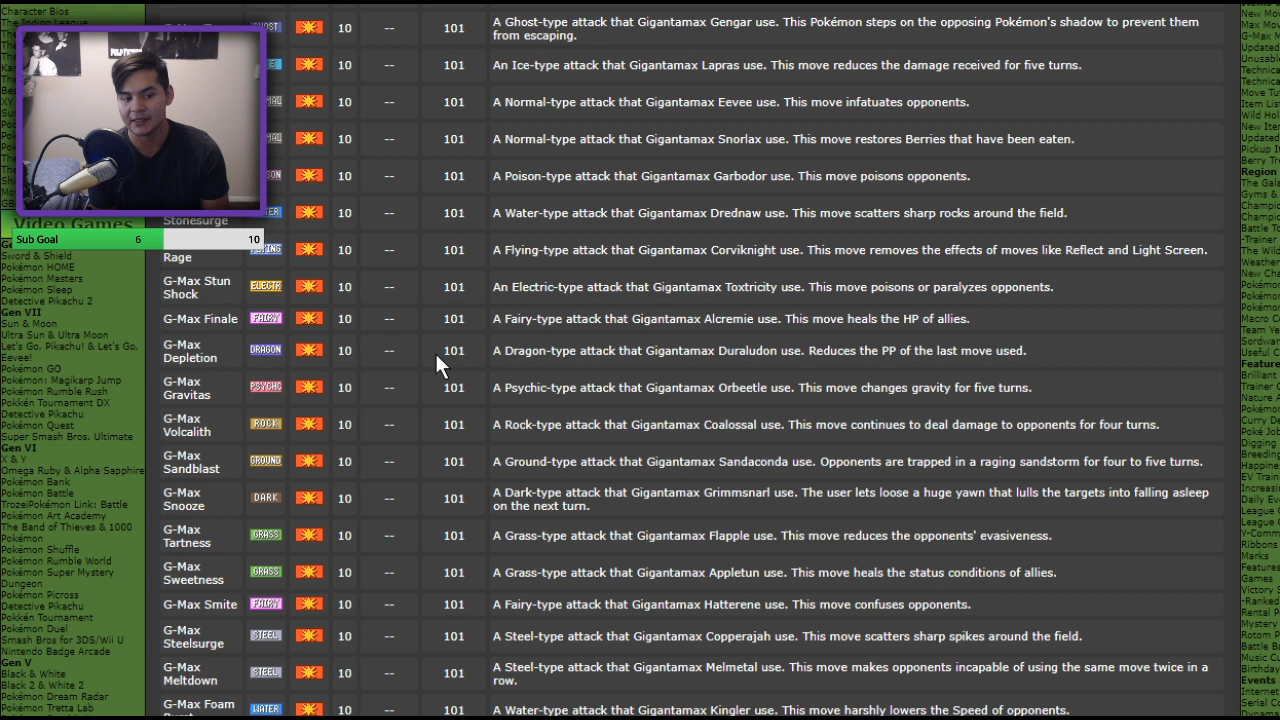 Character Bios
The Indigo League
Video Games
Sub Goal 6 10
Sword & Shield
Pokémon HOME
Pokémon Masters
Pokémon Sleep
Detective Pikachu 2
Gen VII
Sun & Moon
Ultra Sun & Ultra Moon
Let's Go, Pikachu! & Let's Go,
Eevee!
Pokémon GO
Pokémon: Magikarp Jump
Pokémon Rumble Rush
Pokkén Tournament DX
Detective Pikachu
Pokémon Quest
Super Smash Bros. Ultimate
Gen VI
X & Y
Omega Ruby & Alpha Sapphire
Pokémon Bank
Pokémon Battle
TrozeiPokémon Link: Battle
Pokémon Art Academy
The Band of Thieves & 1000
Pokémon
Pokémon Shuffle
Pokémon Rumble World
Pokémon Super Mystery
Dungeon
Pokémon Picross
Detective Pikachu
Pokkén Tournament
Pokémon Duel
Smash Bros for 3DS/Wii U
Nintendo Badge Arcade
Gen V
Black & White
Black 2 & White 2
Pokémon Dream Radar
Pokémon Tretta Lab
10 -- 101 A Ghost-type attack that Gigantamax Gengar use. This Pokémon steps on the opposing Pokémon's shadow to prevent them
from escaping.
10 -- 101 An Ice-type attack that Gigantamax Lapras use. This move reduces the damage received for five turns.
10 -- 101 A Normal-type attack that Gigantamax Eevee use. This move infatuates opponents.
10 -- 101 A Normal-type attack that Gigantamax Snorlax use. This move restores Berries that have been eaten.
10 -- 101 A Poison-type attack that Gigantamax Garbodor use. This move poisons opponents.
Stonesurge 10 -- 101 A Water-type attack that Gigantamax Drednaw use. This move scatters sharp rocks around the field.
Rage 10 -- 101 A Flying-type attack that Gigantamax Corviknight use. This move removes the effects of moves like Reflect and Light Screen.
G-Max Stun
Shock ELECTR 10 -- 101 An Electric-type attack that Gigantamax Toxtricity use. This move poisons or paralyzes opponents.
G-Max Finale FAIRY 10 -- 101 A Fairy-type attack that Gigantamax Alcremie use. This move heals the HP of allies.
G-Max
Depletion DRAGON 10 -- 101 A Dragon-type attack that Gigantamax Duraludon use. Reduces the PP of the last move used.
G-Max
Gravitas PSYCHC 10 -- 101 A Psychic-type attack that Gigantamax Orbeetle use. This move changes gravity for five turns.
G-Max
Volcalith ROCK 10 -- 101 A Rock-type attack that Gigantamax Coalossal use. This move continues to deal damage to opponents for four turns.
G-Max
Sandblast GROUND 10 -- 101 A Ground-type attack that Gigantamax Sandaconda use. Opponents are trapped in a raging sandstorm for four to five turns.
G-Max
Snooze DARK 10 -- 101 A Dark-type attack that Gigantamax Grimmsnarl use. The user lets loose a huge yawn that lulls the targets into falling asleep
on the next turn.
G-Max
Tartness GRASS 10 -- 101 A Grass-type attack that Gigantamax Flapple use. This move reduces the opponents' evasiveness.
G-Max
Sweetness GRASS 10 -- 101 A Grass-type attack that Gigantamax Appletun use. This move heals the status conditions of allies.
G-Max Smite FAIRY 10 -- 101 A Fairy-type attack that Gigantamax Hatterene use. This move confuses opponents.
G-Max
Steelsurge STEEL 10 -- 101 A Steel-type attack that Gigantamax Copperajah use. This move scatters sharp spikes around the field.
G-Max
Meltdown STEEL 10 -- 101 A Steel-type attack that Gigantamax Melmetal use. This move makes opponents incapable of using the same move twice in a
row.
G-Max Foam
WATER 10 -- 101 A Water-type attack that Gigantamax Kingler use. This move harshly lowers the Speed of opponents.